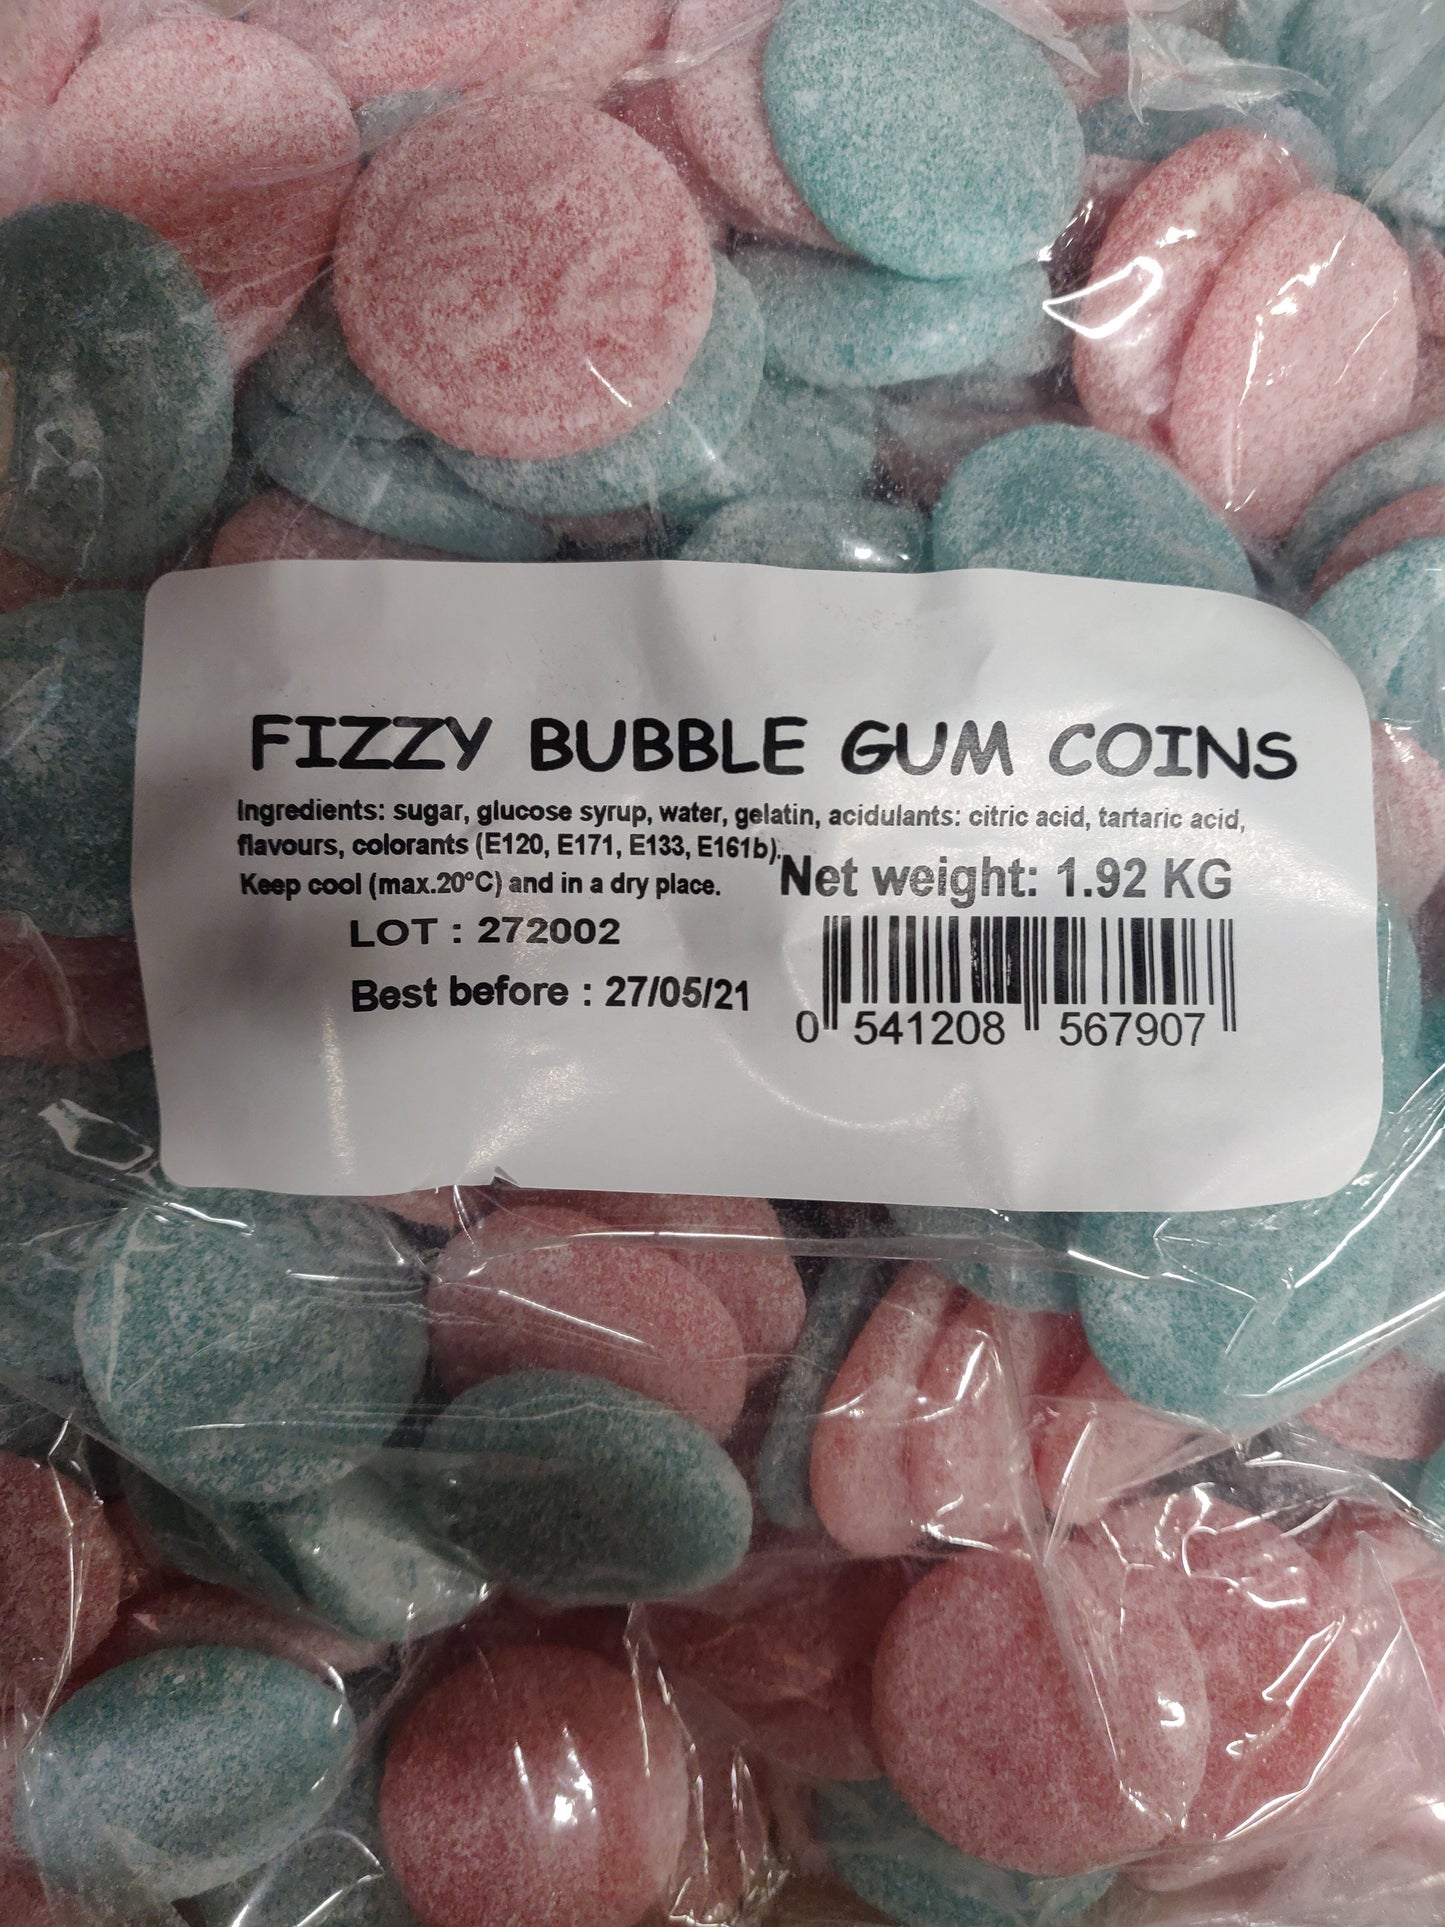 FIZZY BUBBLE GUM COINS
Ingredients: sugar, glucose syrup, water, gelatin, acidulants: citric acid, tartaric acid,
flavours, colorants (E120, E171, E133, E161b).
Keep cool (max.20°C) and in a dry place.
Net weight: 1.92 KG
LOT : 272002
Best before : 27/05/21
0 541208 567907